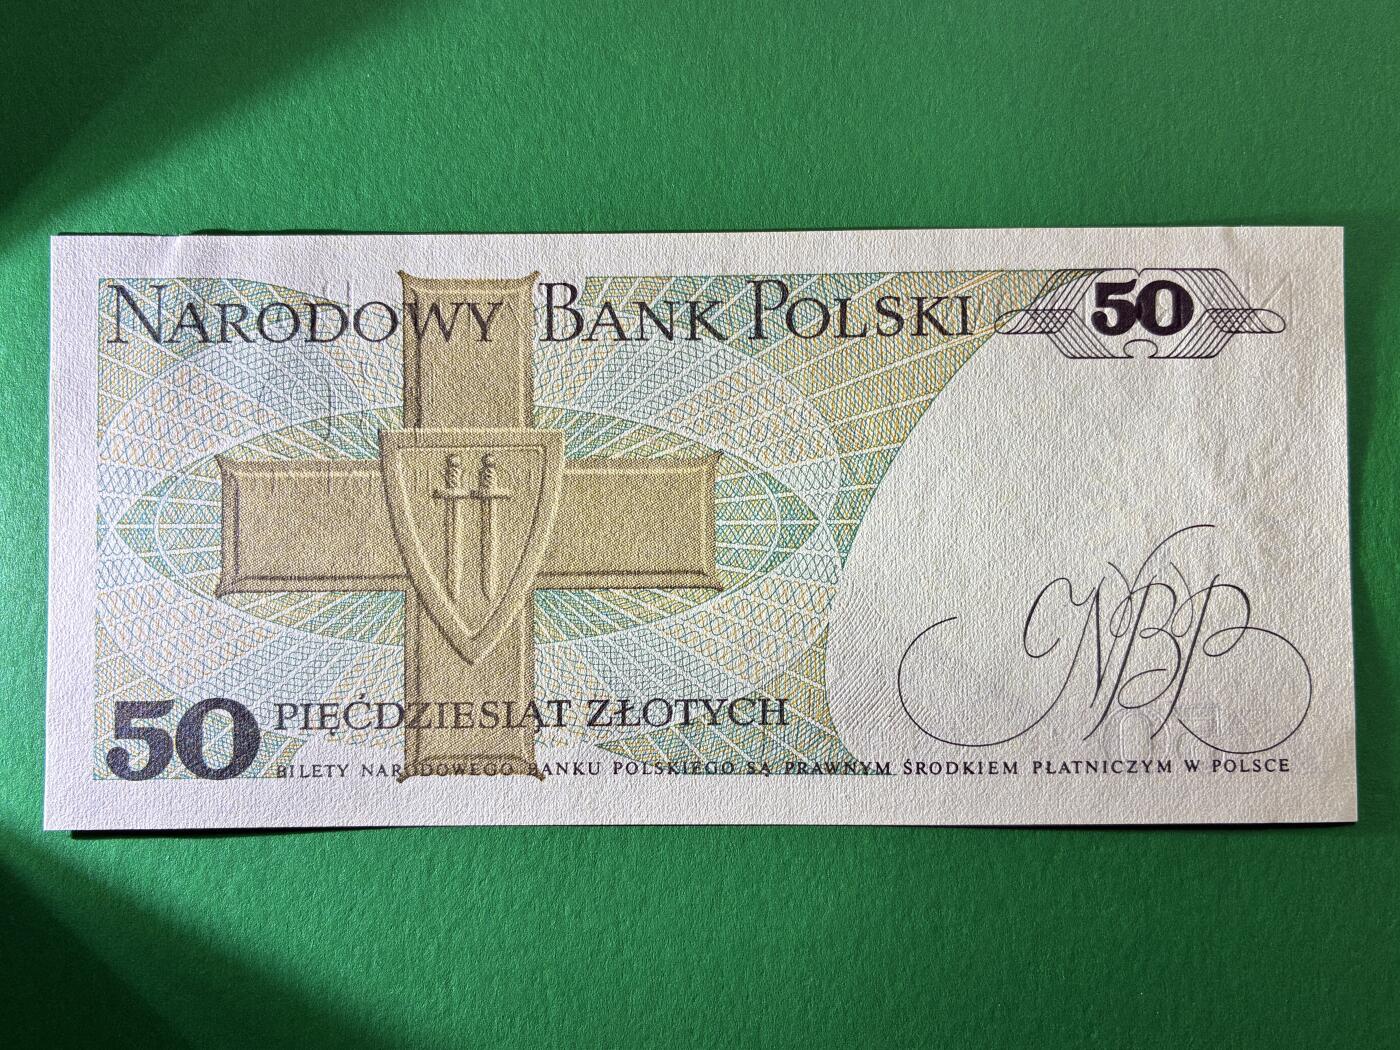 NARODOWY BANK POLSKI 50
NBP
50 PIĘĆDZIESIĄT ZŁOTYCH
BILETY NARODOWEGO BANKU POLSKIEGO SĄ PRAWNYM ŚRODKIEM PŁATNICZYM W POLSCE